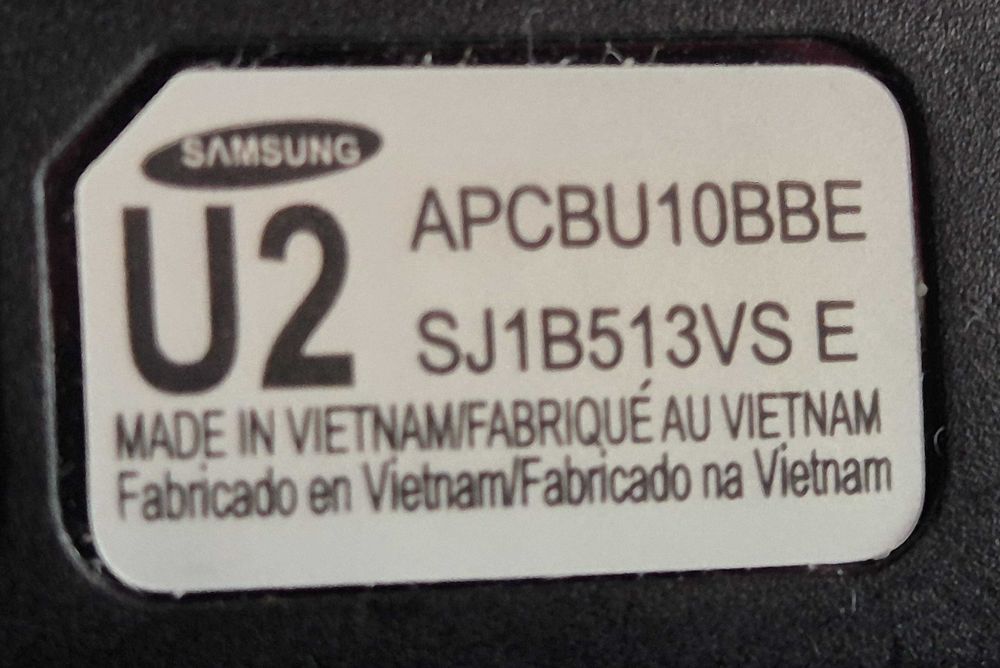 SAMSUNG
U2
APCBU10BBE
SJ1B513VS E
MADE IN VIETNAM/FABRIQUÉ AU VIETNAM
Fabricado en Vietnam/Fabricado na Vietnam